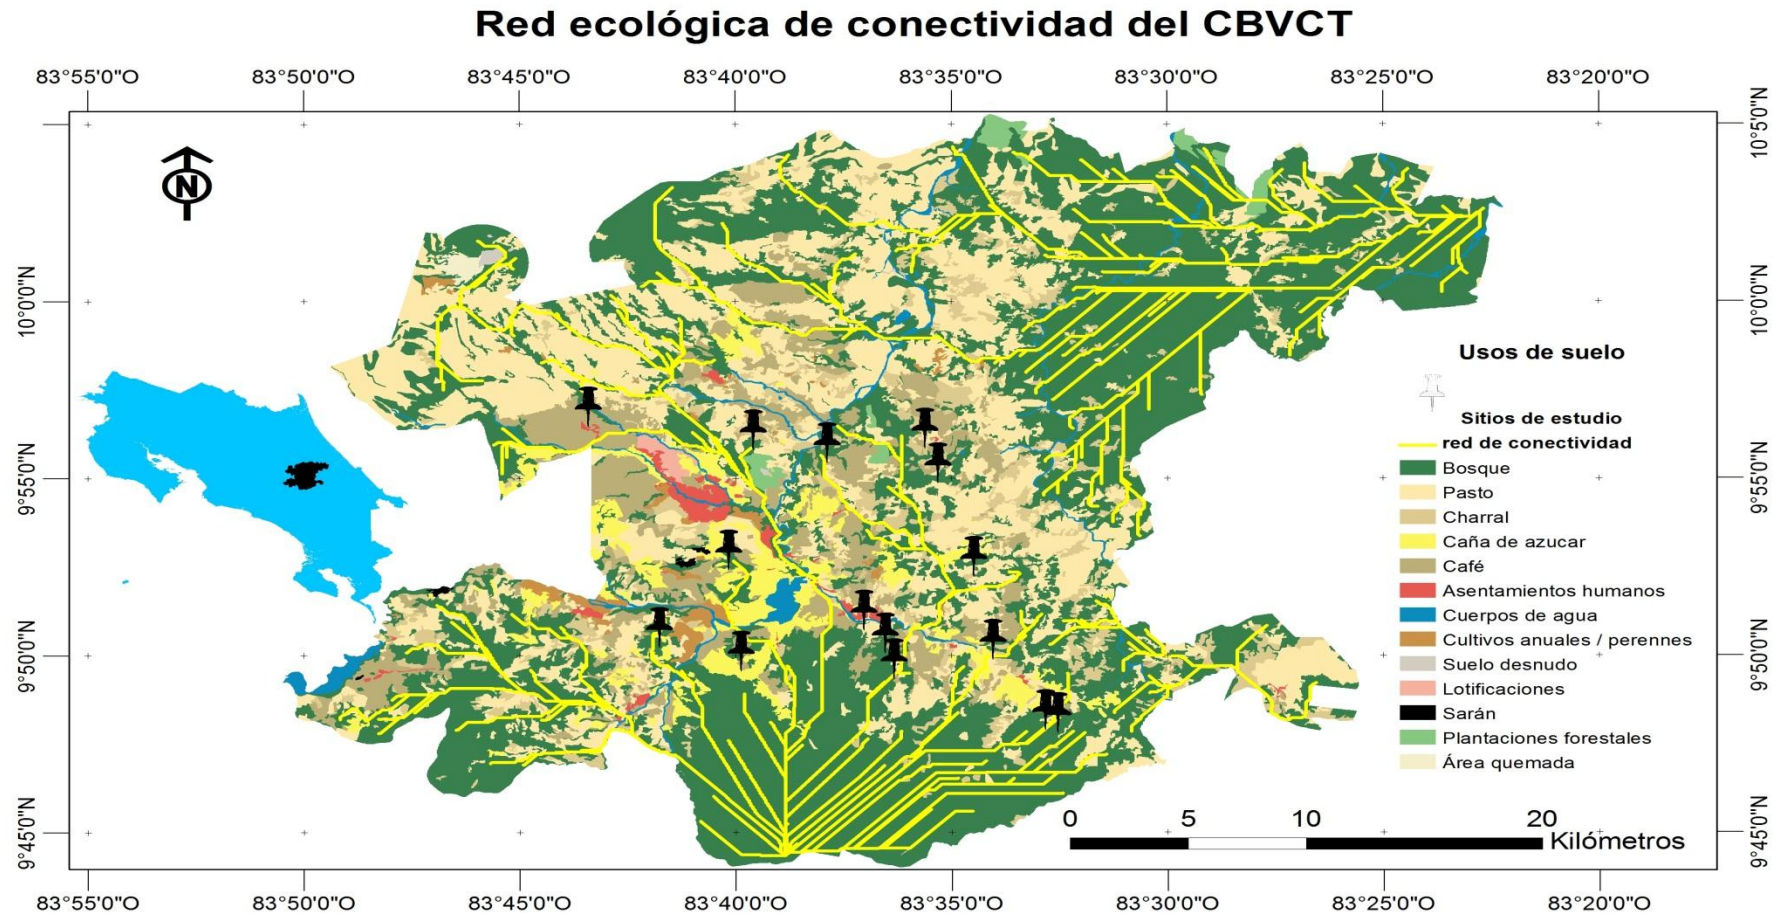 Red ecológica de conectividad del CBVCT
83°55'0"O 83°50'0"O 83°45'0"O 83°40'0"O 83°35'0"O 83°30'0"O 83°25'0"O 83°20'0"O
10°5'0"N
10°5'0"N
N
10°0'0"N
10°0'0"N
Usos de suelo
Sitios de estudio
red de conectividad
Bosque
9°55'0"N
9°55'0"N
Pasto
Charral
Caña de azucar
Café
Asentamientos humanos
Cuerpos de agua
Cultivos anuales / perennes
9°50'0"N
9°50'0"N
Suelo desnudo
Lotificaciones
Sarán
Plantaciones forestales
Área quemada
9°45'0"N
9°45'0"N
0 5 10 20
Kilómetros
83°55'0"O 83°50'0"O 83°45'0"O 83°40'0"O 83°35'0"O 83°30'0"O 83°25'0"O 83°20'0"O